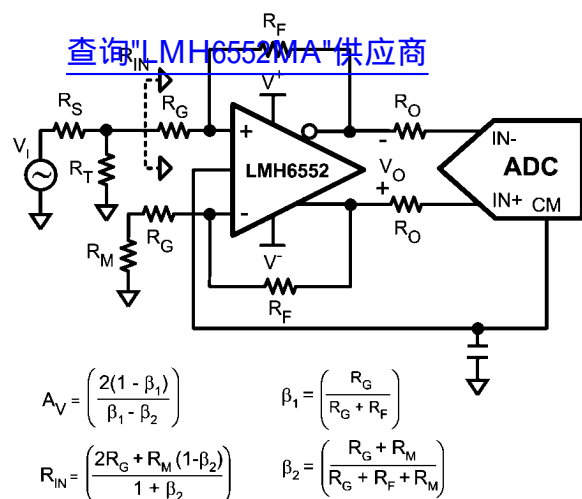 R_F
查询"LMH6552MA"供应商
R_IN
V^+
R_S
R_G
R_O
V_I
+
-
IN-
R_T
LMH6552
V_O
ADC
+
IN+
-
R_G
R_O
CM
R_M
V^-
R_F
A_V = (2(1 - β_1) / β_1 - β_2)
β_1 = (R_G / R_G + R_F)
R_IN = (2R_G + R_M (1-β_2) / 1 + β_2)
β_2 = (R_G + R_M / R_G + R_F + R_M)